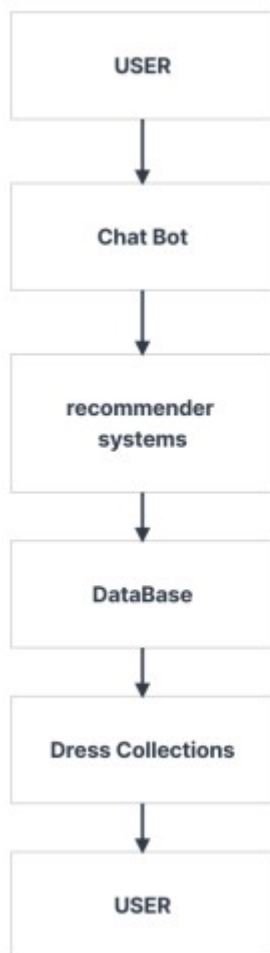 USER
Chat Bot
recommender
systems
DataBase
Dress Collections
USER